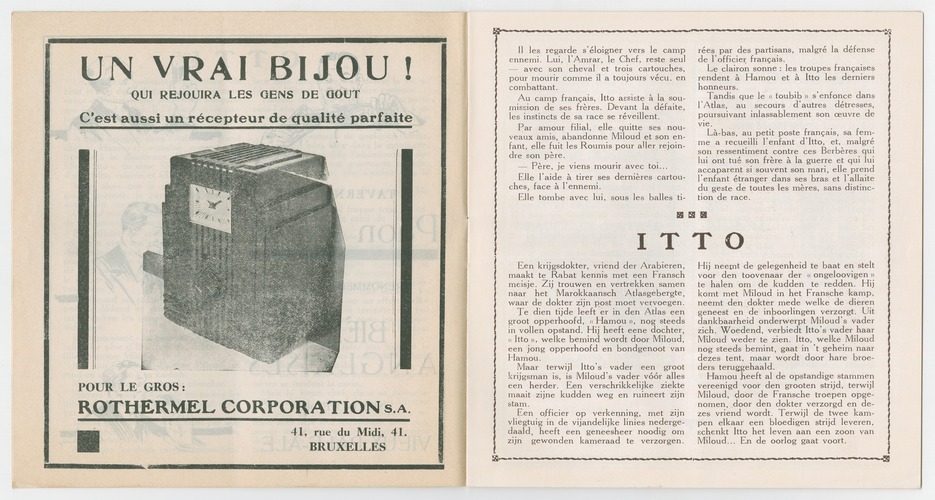 UN VRAI BIJOU !
QUI REJOUIRA LES GENS DE GOUT
C'est aussi un récepteur de qualité parfaite
POUR LE GROS :
ROTHERMEL CORPORATION S.A.
41, rue du Midi, 41.
BRUXELLES
Il les regarde s'éloigner vers le camp
ennemi. Lui, l'Amrar, le Chef, reste seul
— avec son cheval et trois cartouches,
pour mourir comme il a toujours vécu, en
combattant.
Au camp français, Itto assiste à la sou-
mission de ses frères. Devant la défaite,
les instincts de sa race se réveillent.
Par amour filial, elle quitte ses nou-
veaux amis, abandonne Miloud et son en-
fant, elle fuit les Roumis pour aller rejoin-
dre son père.
— Père, je viens mourir avec toi...
Elle l'aide à tirer ses dernières cartou-
ches, face à l'ennemi.
Elle tombe avec lui, sous les balles ti-
rées par des partisans, malgré la défense
de l'officier français.
Le clairon sonne : les troupes françaises
rendent à Hamou et à Itto les derniers
honneurs.
Tandis que le « toubib » s'enfonce dans
l'Atlas, au secours d'autres détresses,
poursuivant inlassablement son œuvre de
vie.
Là-bas, au petit poste français, sa fem-
me a recueilli l'enfant d'Itto, et, malgré
son ressentiment contre ces Berbères qui
lui ont tué son frère à la guerre et qui lui
accaparent si souvent son mari, elle prend
l'enfant étranger dans ses bras et l'allaite
du geste de toutes les mères, sans distinc-
tion de race.
ITTO
Een krijgsdokter, vriend der Arabieren,
maakt te Rabat kennis met een Fransch
meisje. Zij trouwen en vertrekken samen
naar het Marokkaansch Atlasgebergte,
waar de dokter zijn post moet vervoegen.
Te dien tijde leeft er in den Atlas een
groot opperhoofd, « Hamou », nog steeds
in vollen opstand. Hij heeft eene dochter,
« Itto », welke bemind wordt door Miloud,
een jong opperhoofd en bondgenoot van
Hamou.
Maar terwijl Itto's vader een groot
krijgsman is, is Miloud's vader vóór alles
een herder. Een verschrikkelijke ziekte
maait zijne kudden weg en ruineert zijn
stam.
Een officier op verkenning, met zijn
vliegtuig in de vijandelijke linies nederge-
daald, heeft een geneesheer noodig om
zijn gewonden kameraad te verzorgen.
Hij neemt de gelegenheid te baat en stelt
voor den toovenaar der « ongeloovigen »
te halen om de kudden te redden. Hij
komt met Miloud in het Fransche kamp,
neemt den dokter mede welke de dieren
geneest en de inboorlingen verzorgt. Uit
dankbaarheid onderwerpt Miloud's vader
zich. Woedend, verbiedt Itto's vader haar
Miloud weder te zien. Itto, welke Miloud
nog steeds bemint, gaat in 't geheim naar
dezes tent, maar wordt door hare broe-
ders teruggehaald.
Hamou heeft al de opstandige stammen
vereenigd voor den grooten strijd, terwijl
Miloud, door de Fransche troepen opge-
nomen, door den dokter verzorgd en de-
zes vriend wordt. Terwijl de twee kam-
pen elkaar een bloedigen strijd leveren,
schenkt Itto het leven aan een zoon van
Miloud... En de oorlog gaat voort.